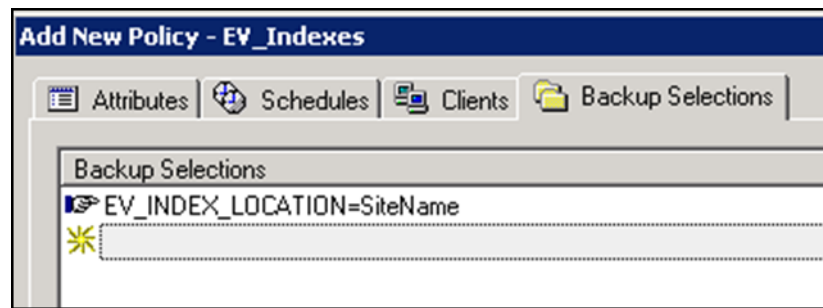 Add New Policy - EV_Indexes
Attributes Schedules Clients Backup Selections
Backup Selections
EV_INDEX_LOCATION=SiteName